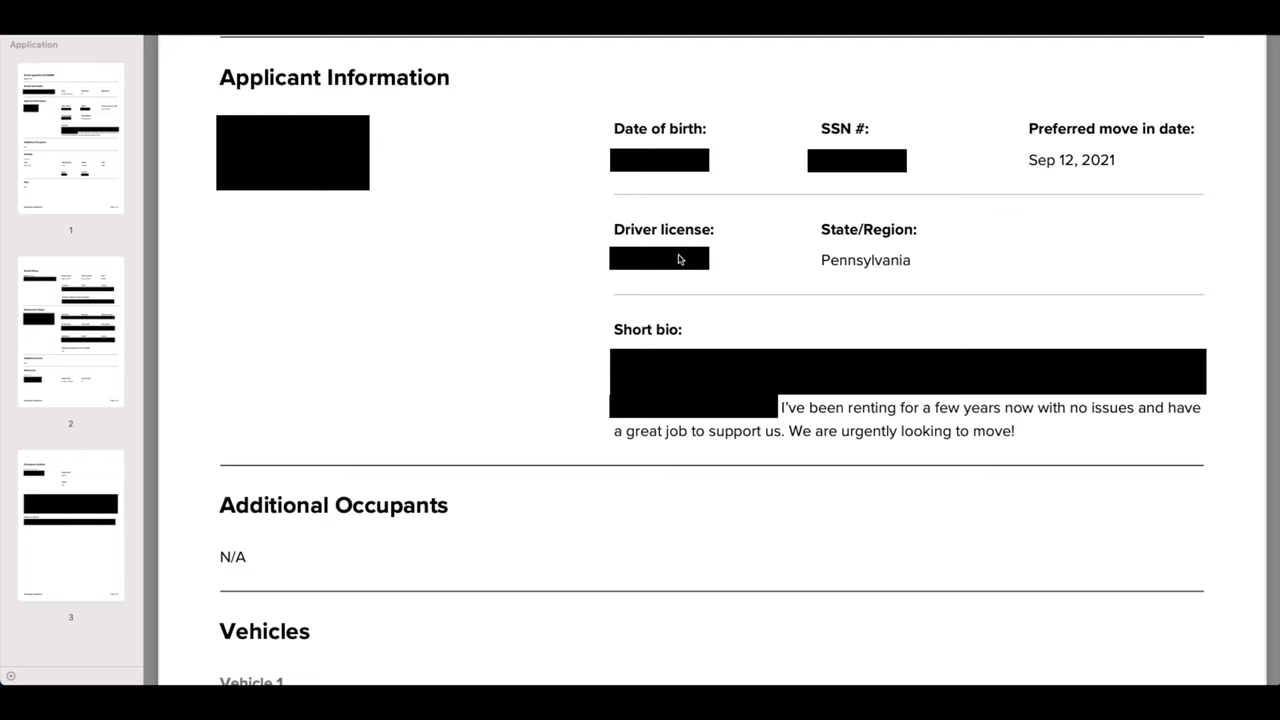 Application
1
2
3
Applicant Information
Date of birth: SSN #: Preferred move in date:
Sep 12, 2021
Driver license: State/Region:
Pennsylvania
Short bio:
I've been renting for a few years now with no issues and have
a great job to support us. We are urgently looking to move!
Additional Occupants
N/A
Vehicles
Vehicle 1